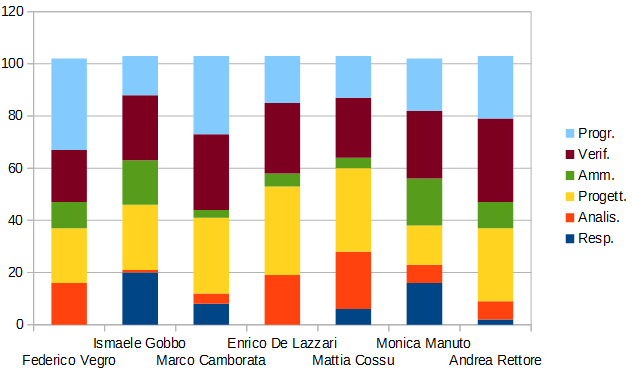 120
100
80
60
40
20
0
Progr.
Verif.
Amm.
Progett.
Analis.
Resp.
Ismaele Gobbo Enrico De Lazzari Monica Manuto
Federico Vegro Marco Camborata Mattia Cossu Andrea Rettore